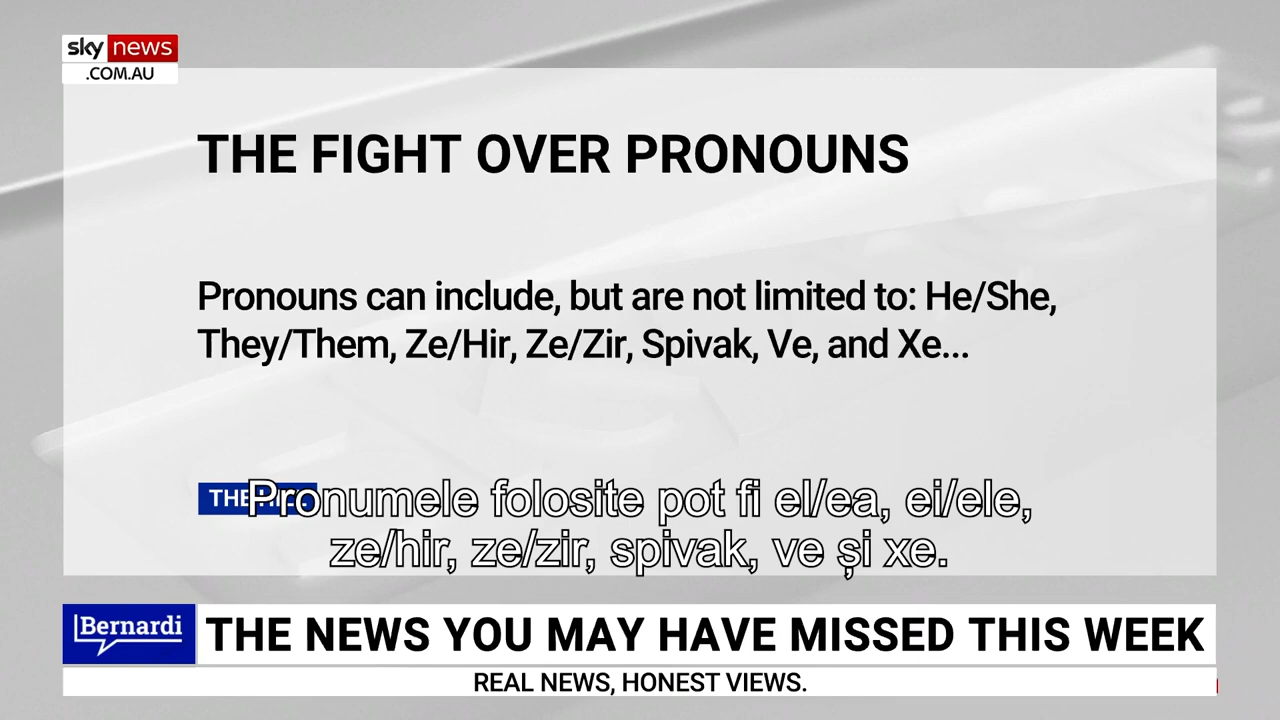 sky news
.COM.AU
THE FIGHT OVER PRONOUNS
Pronouns can include, but are not limited to: He/She,
They/Them, Ze/Hir, Ze/Zir, Spivak, Ve, and Xe...
THE
Pronumele folosite pot fi el/ea, ei/ele,
ze/hir, ze/zir, spivak, ve și xe.
Bernardi
THE NEWS YOU MAY HAVE MISSED THIS WEEK
REAL NEWS, HONEST VIEWS.